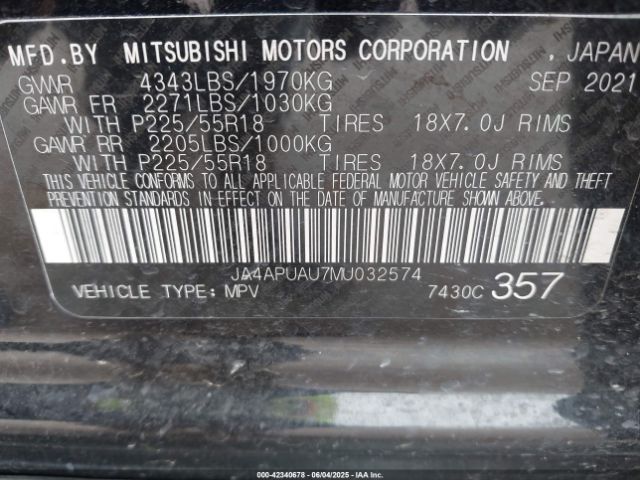 MFD.BY MITSUBISHI MOTORS CORPORATION , JAPAN
GVWR 4343LBS/1970KG SEP 2021
GAWR FR 2271LBS/1030KG
WITH P225/55R18 TIRES 18X7.0J RIMS
GAWR RR 2205LBS/1000KG
WITH P225/55R18 TIRES 18X7.0J RIMS
THIS VEHICLE CONFORMS TO ALL APPLICABLE FEDERAL MOTOR VEHICLE SAFETY AND THEFT
PREVENTION STANDARDS IN EFFECT ON THE DATE OF MANUFACTURE SHOWN ABOVE.
JA4APUAU7MU032574
VEHICLE TYPE: MPV 7430C 357
000-42340678 - 06/04/2025 - IAAI.COM